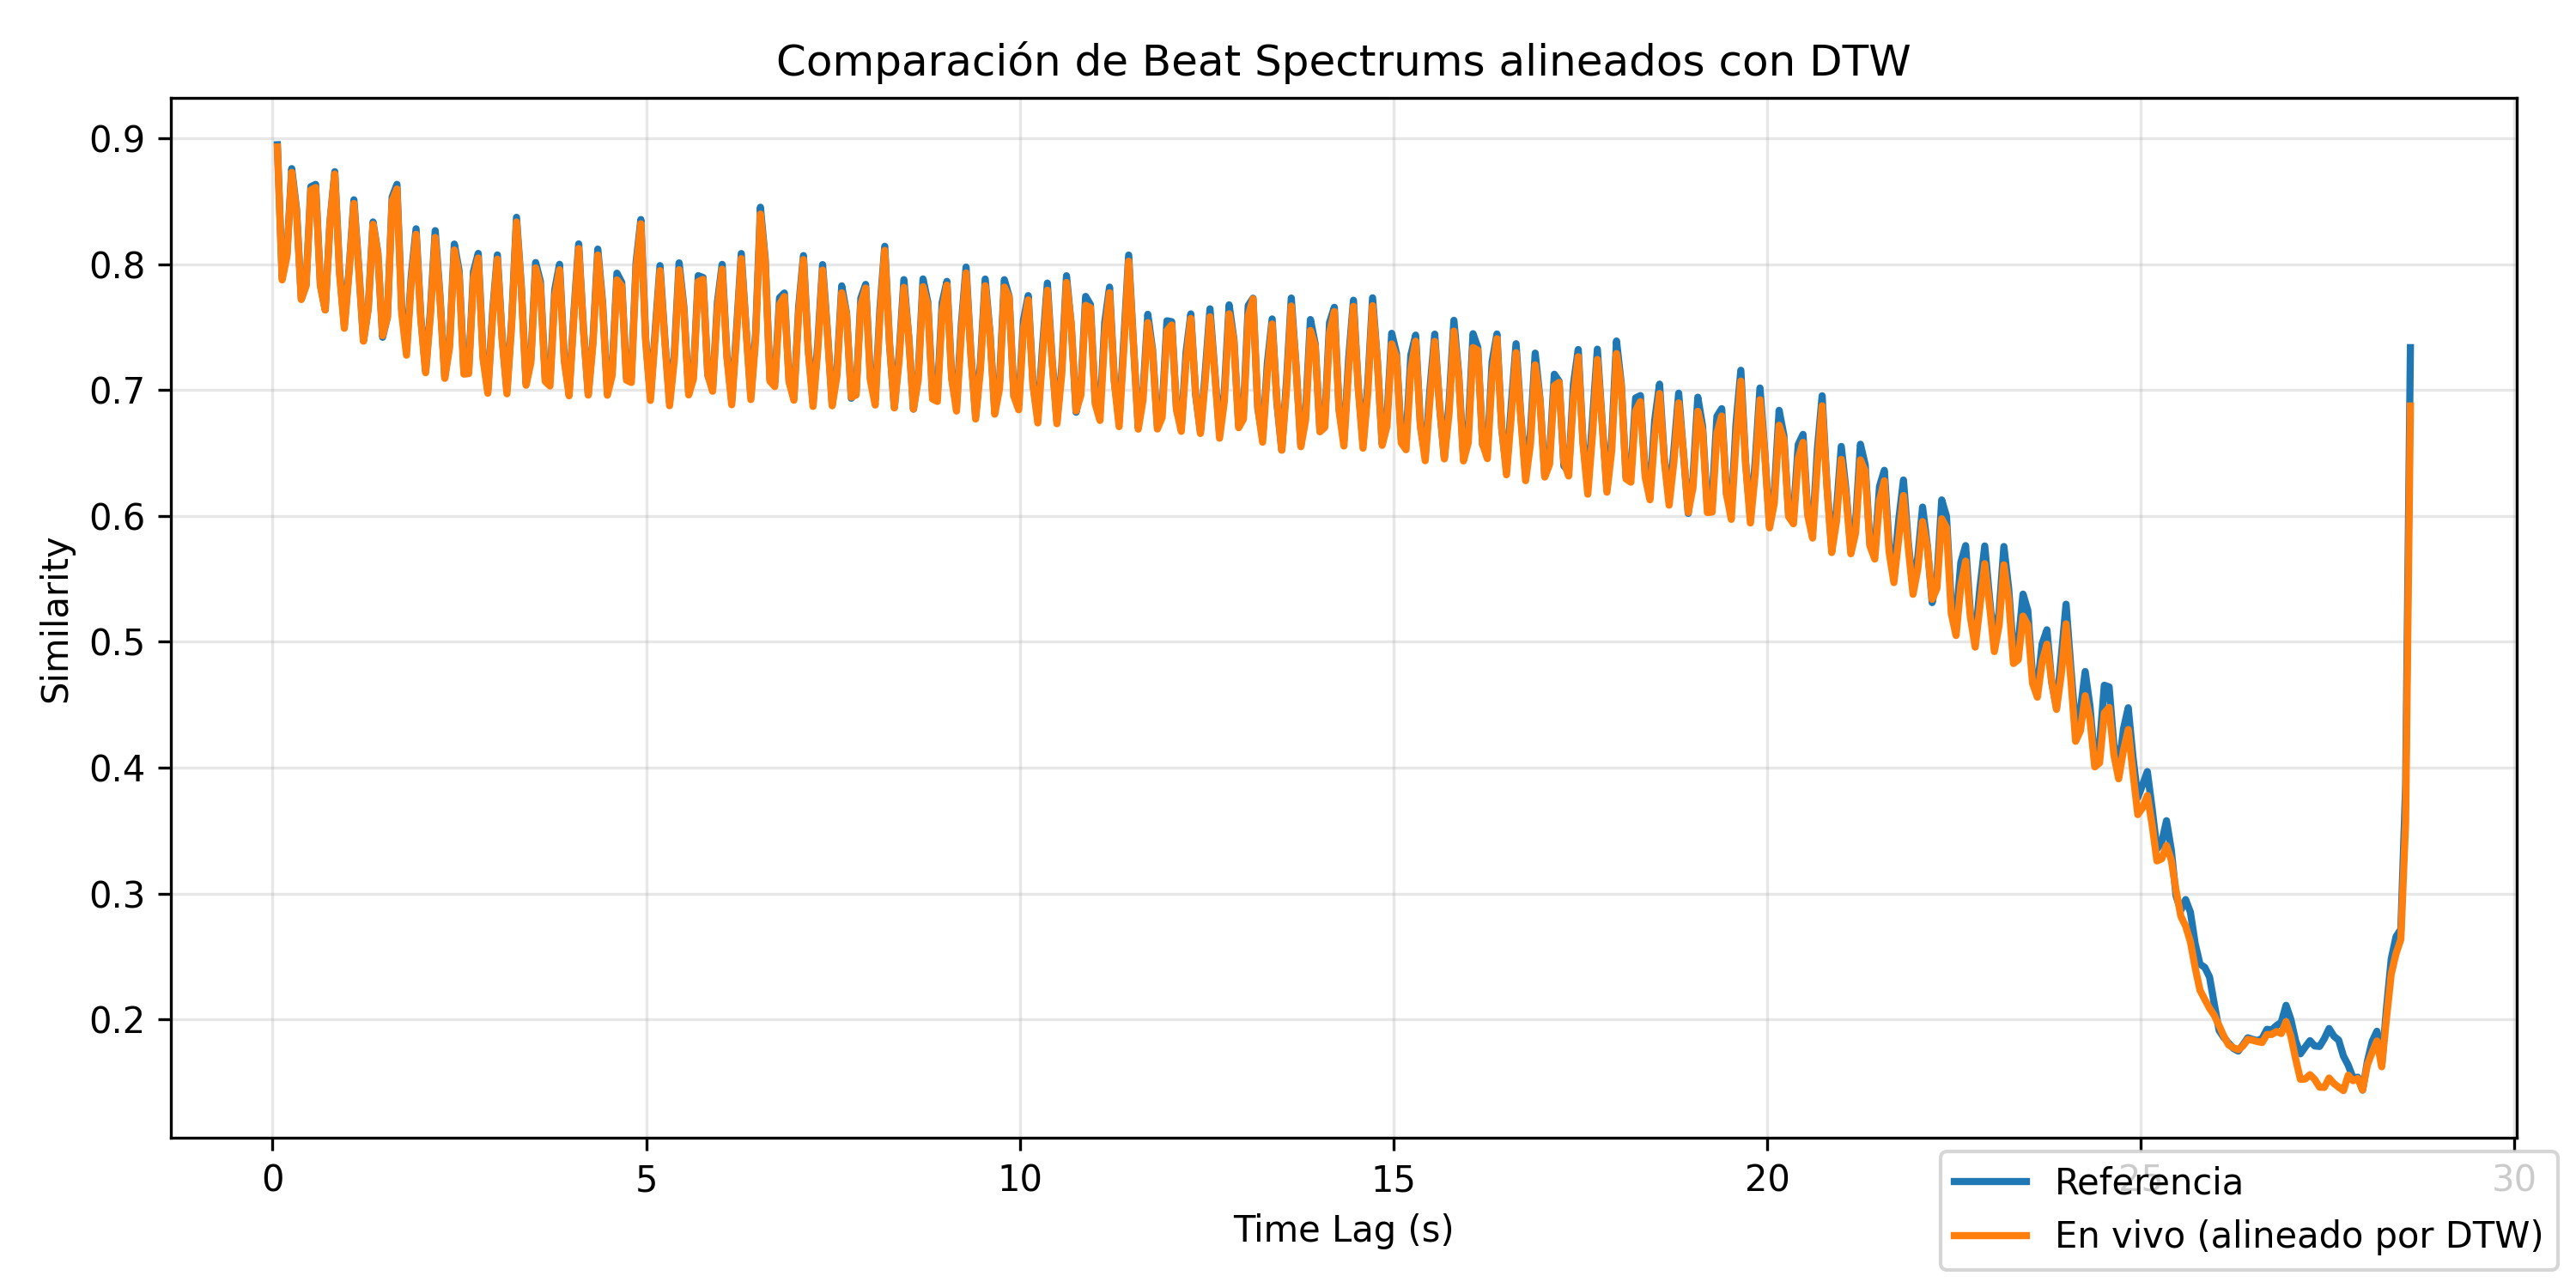 Comparación de Beat Spectrums alineados con DTW
0.9
0.8
0.7
0.6
0.5
0.4
0.3
0.2
Similarity
0 5 10 15 20 25 30
Time Lag (s)
Referencia
En vivo (alineado por DTW)